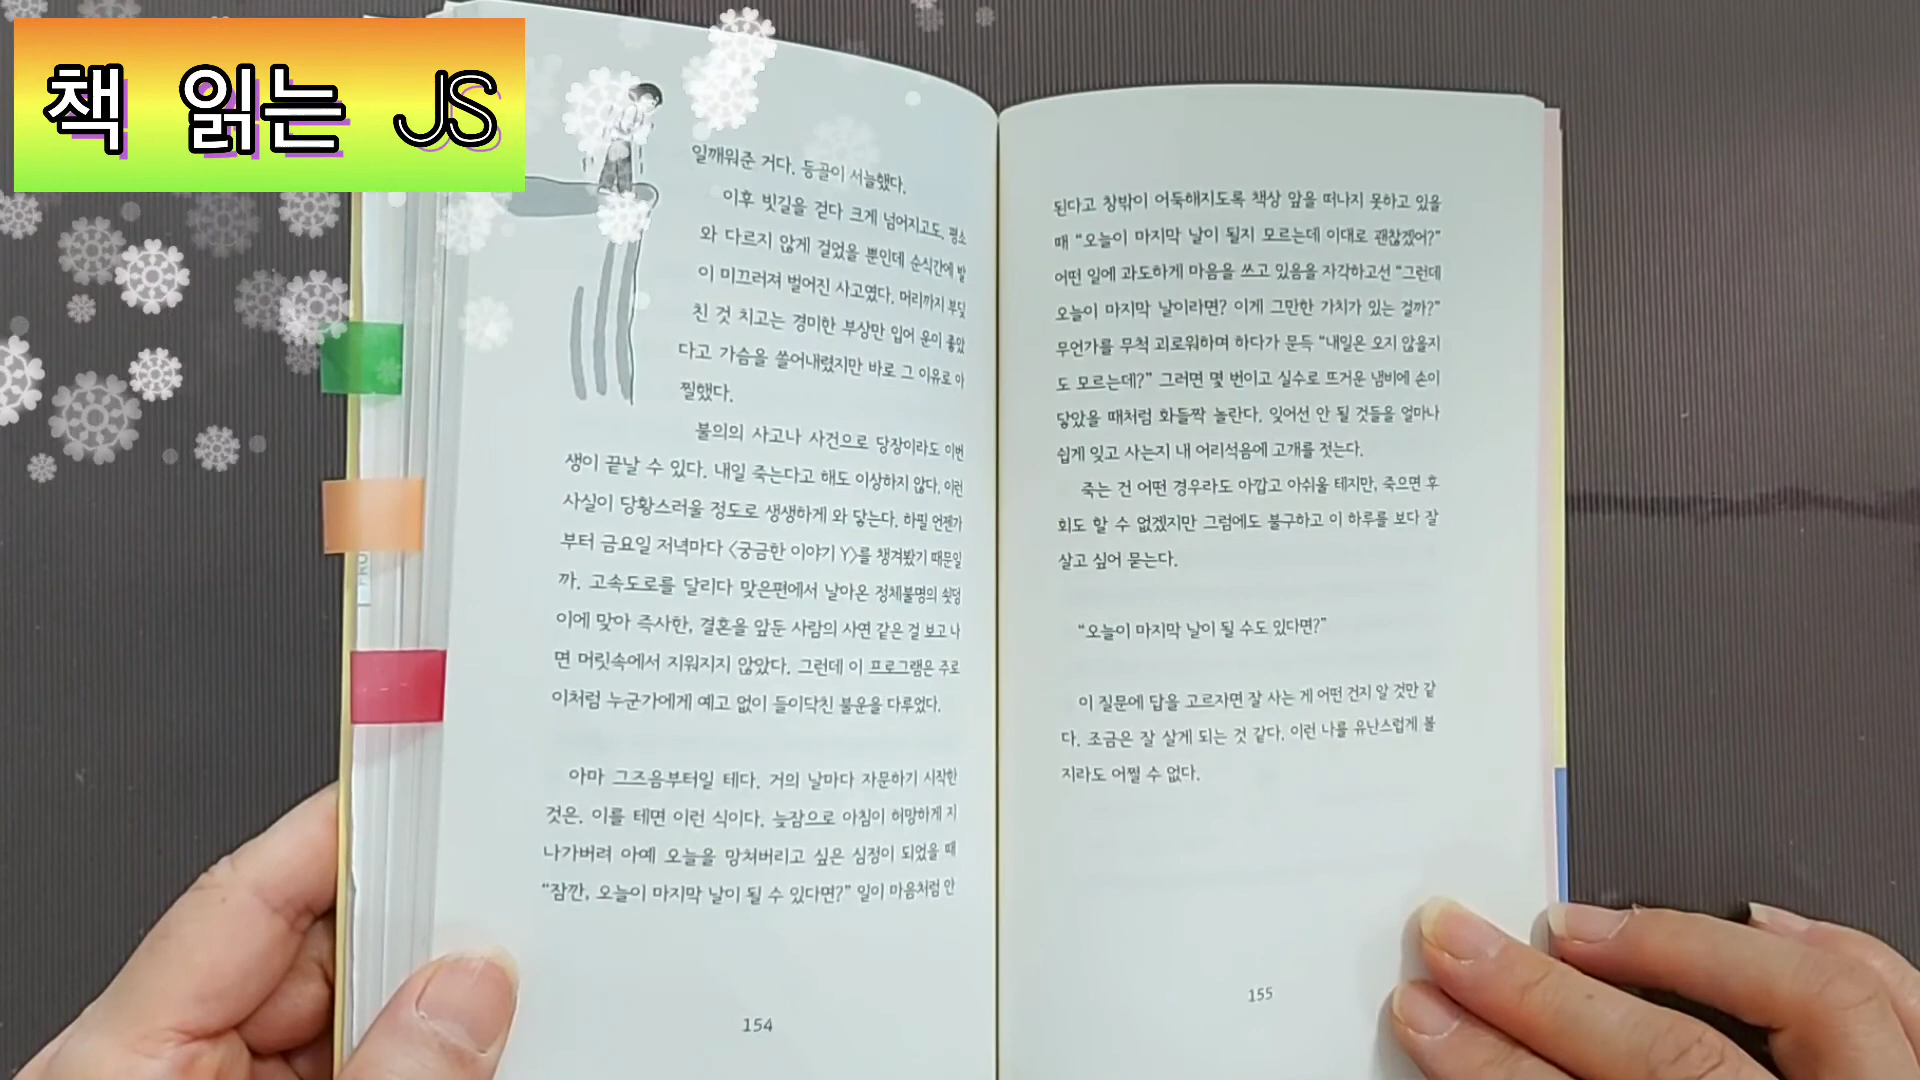 책 읽는 JS
일깨워준 거다. 등골이 서늘했다.
이후 빗길을 걷다 크게 넘어지고도, 평소
와 다르지 않게 걸었을 뿐인데 순식간에 발
이 미끄러져 벌어진 사고였다. 머리까지 부딪
친 것 치고는 경미한 부상만 입어 운이 좋았
다고 가슴을 쓸어내렸지만 바로 그 이유로 아
찔했다.
불의의 사고나 사건으로 당장이라도 이번
생이 끝날 수 있다. 내일 죽는다고 해도 이상하지 않다. 이런
사실이 당황스러울 정도로 생생하게 와 닿는다. 하필 언젠가
부터 금요일 저녁마다 〈궁금한 이야기 Y〉를 챙겨봤기 때문일
까. 고속도로를 달리다 맞은편에서 날아온 정체불명의 쇳덩
이에 맞아 즉사한, 결혼을 앞둔 사람의 사연 같은 걸 보고 나
면 머릿속에서 지워지지 않았다. 그런데 이 프로그램은 주로
이처럼 누군가에게 예고 없이 들이닥친 불운을 다루었다.
아마 그즈음부터일 테다. 거의 날마다 자문하기 시작한
것은. 이를 테면 이런 식이다. 늦잠으로 아침이 허망하게 지
나가버려 아예 오늘을 망쳐버리고 싶은 심정이 되었을 때
“잠깐, 오늘이 마지막 날이 될 수 있다면?” 일이 마음처럼 안
154
된다고 창밖이 어둑해지도록 책상 앞을 떠나지 못하고 있을
때 “오늘이 마지막 날이 될지 모르는데 이대로 괜찮겠어?”
어떤 일에 과도하게 마음을 쓰고 있음을 자각하고선 “그런데
오늘이 마지막 날이라면? 이게 그만한 가치가 있는 걸까?”
무언가를 무척 괴로워하며 하다가 문득 “내일은 오지 않을지
도 모르는데?” 그러면 몇 번이고 실수로 뜨거운 냄비에 손이
닿았을 때처럼 화들짝 놀란다. 잊어선 안 될 것들을 얼마나
쉽게 잊고 사는지 내 어리석음에 고개를 젓는다.
죽는 건 어떤 경우라도 아깝고 아쉬울 테지만, 죽으면 후
회도 할 수 없겠지만 그럼에도 불구하고 이 하루를 보다 잘
살고 싶어 묻는다.
“오늘이 마지막 날이 될 수도 있다면?”
이 질문에 답을 고르자면 잘 사는 게 어떤 건지 알 것만 같
다. 조금은 잘 살게 되는 것 같다. 이런 나를 유난스럽게 볼
지라도 어쩔 수 없다.
155